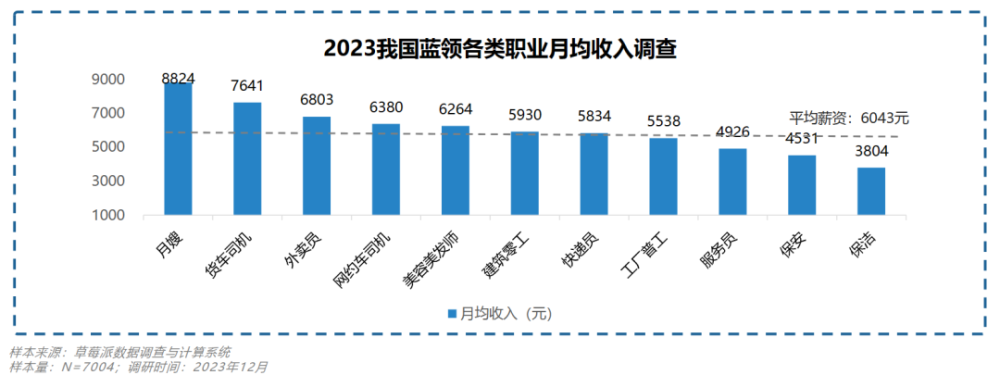 2023我国蓝领各类职业月均收入调查
9000
7000
5000
3000
1000
8824
7641
6803
6380
6264
5930
5834
5538
4926
4531
3804
平均薪资：6043元
月嫂
货车司机
外卖员
网约车司机
美容美发师
建筑零工
快递员
工厂普工
服务员
保安
保洁
月均收入（元）
样本来源：草莓派数据调查与计算系统
样本量：N=7004；调研时间：2023年12月